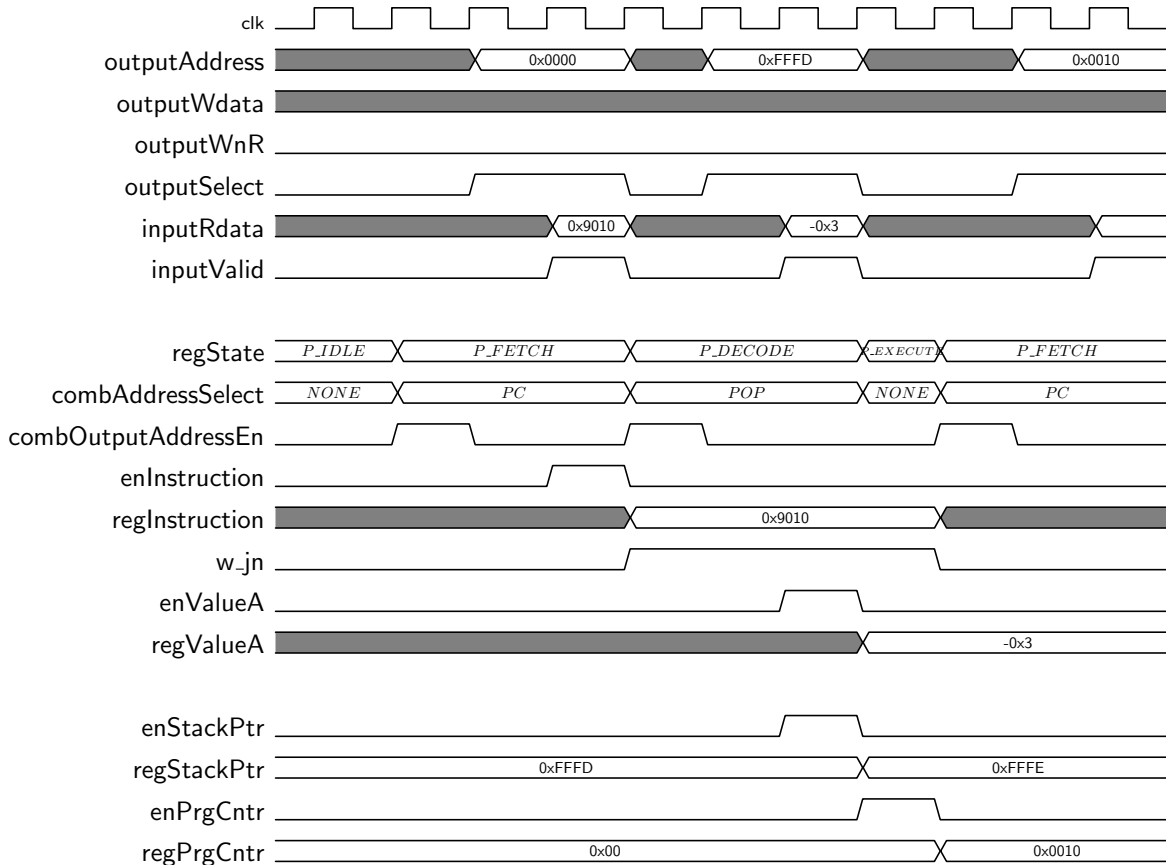 clk
outputAddress 0x0000 0xFFFD 0x0010
outputWdata
outputWnR
outputSelect
inputRdata 0x9010 -0x3
inputValid
regState P_IDLE P_FETCH P_DECODE P_EXECUTE P_FETCH
combAddressSelect NONE PC POP NONE PC
combOutputAddressEn
enInstruction
regInstruction 0x9010
w_jn
enValueA
regValueA -0x3
enStackPtr
regStackPtr 0xFFFD 0xFFFE
enPrgCntr
regPrgCntr 0x00 0x0010